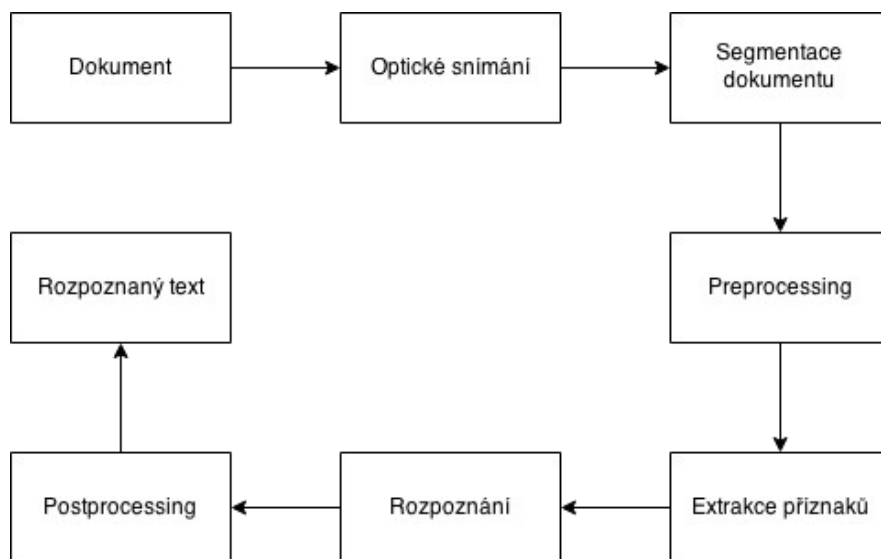 Dokument
Optické snímání
Segmentace
dokumentu
Preprocessing
Extrakce příznaků
Rozpoznání
Postprocessing
Rozpoznaný text